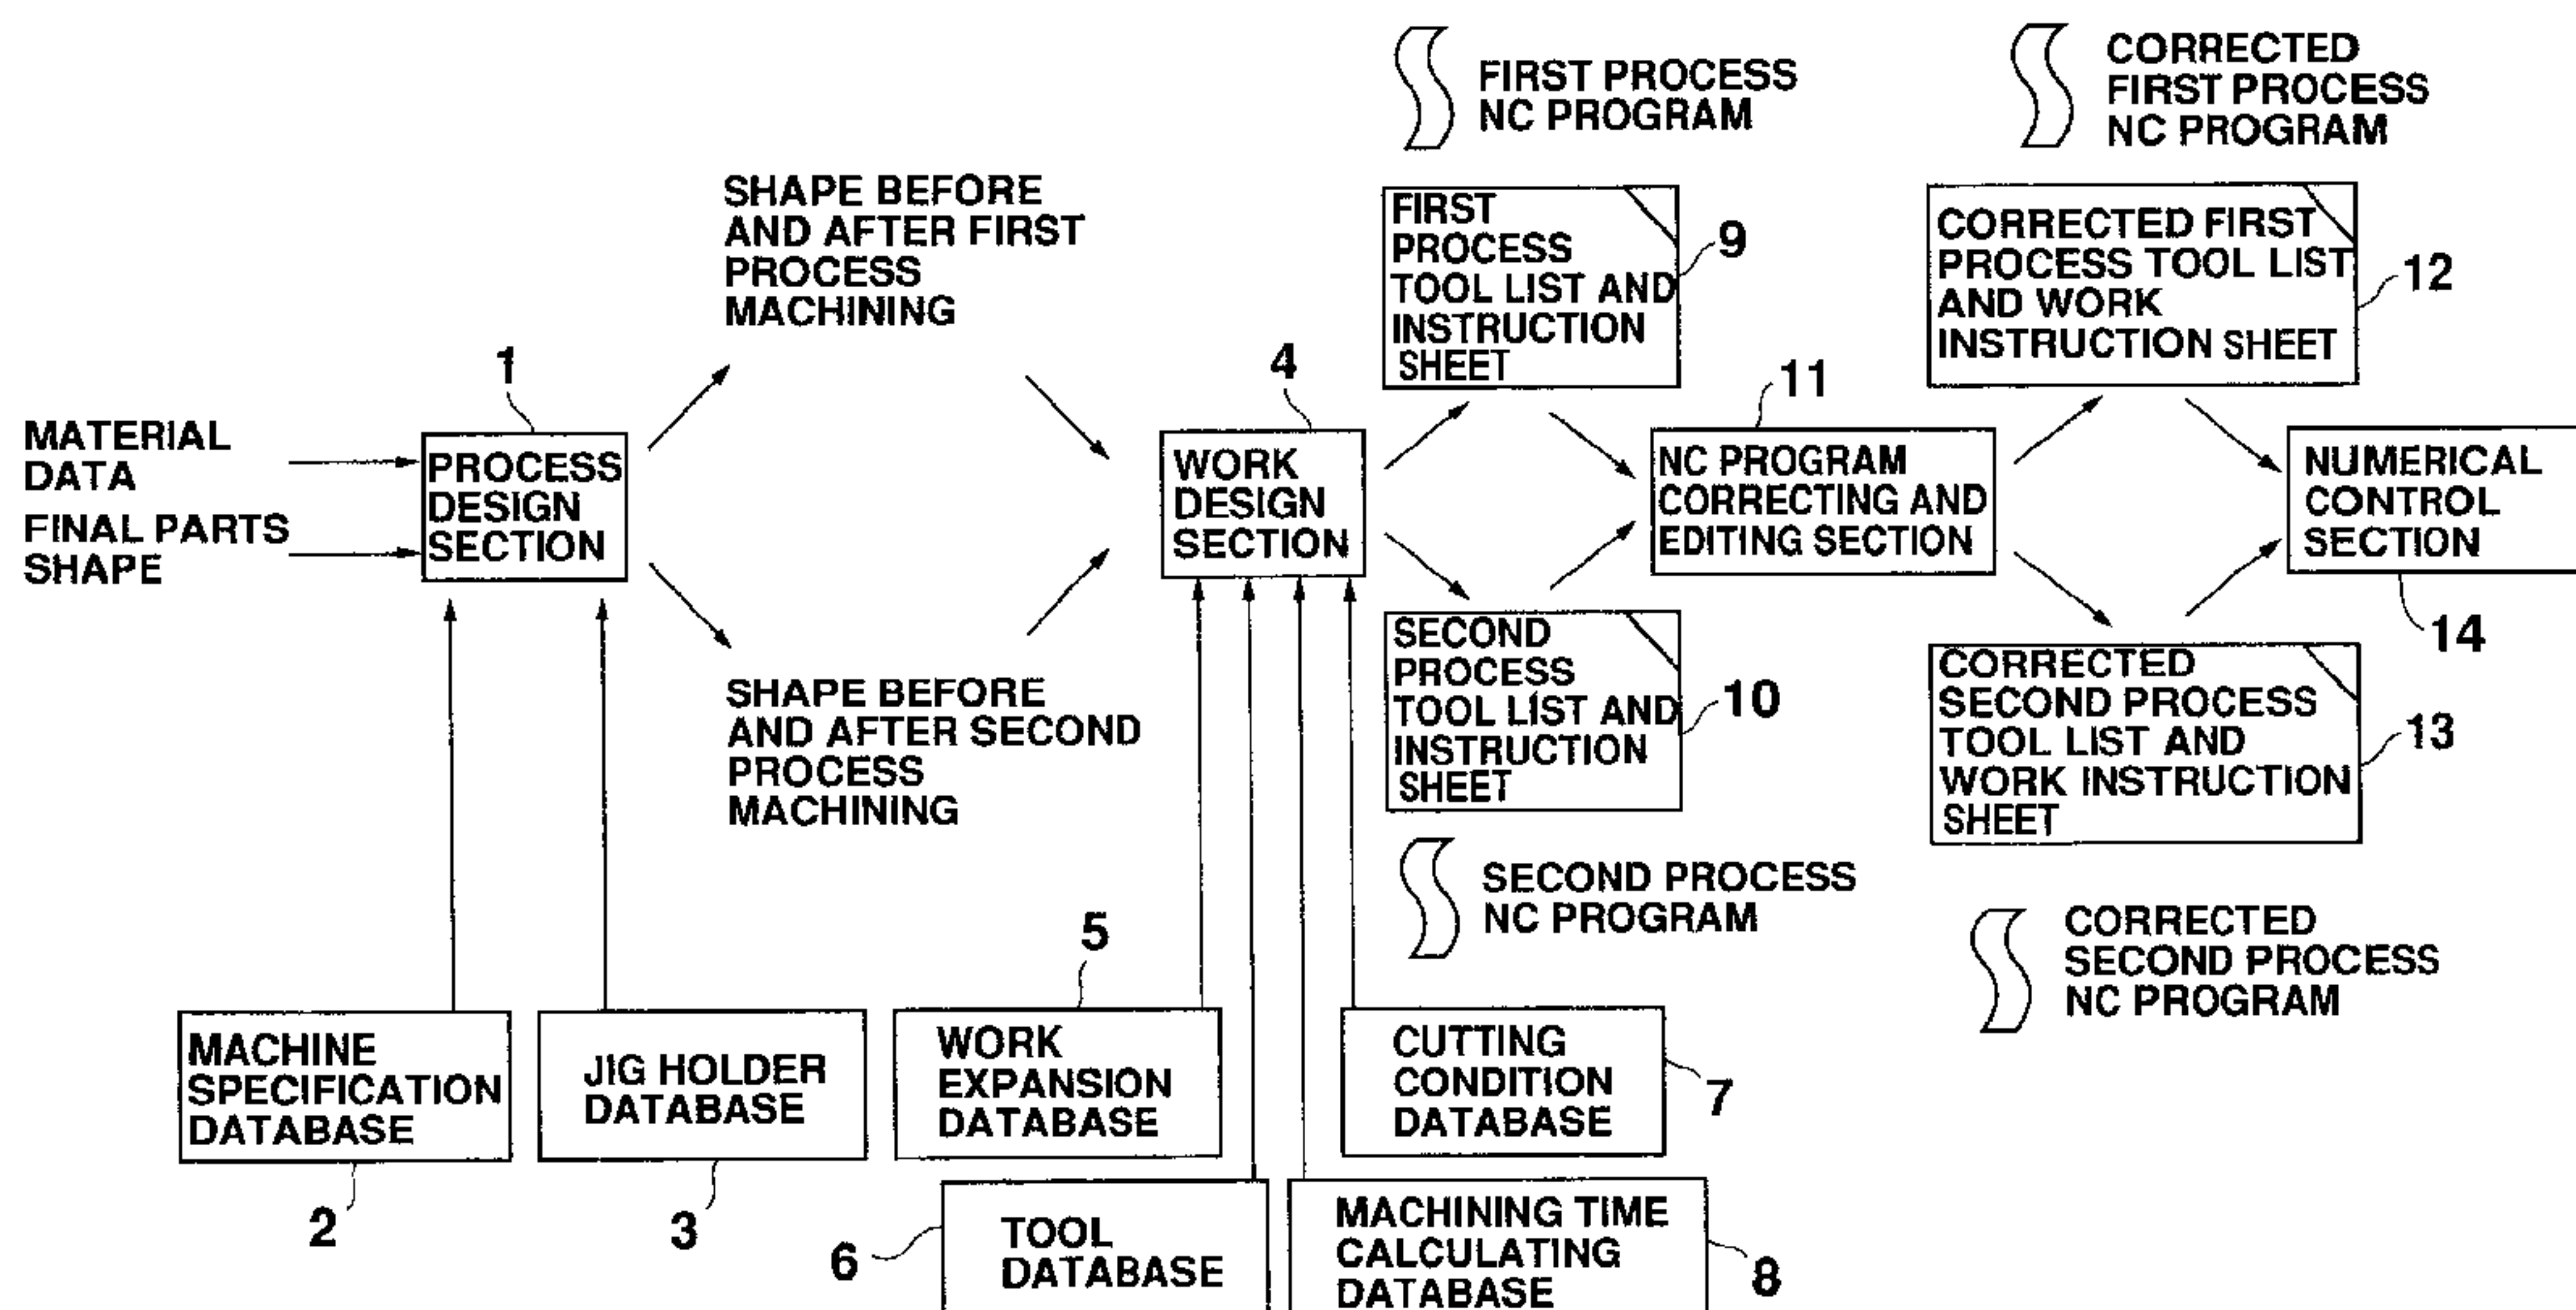 MATERIAL
DATA
FINAL PARTS
SHAPE
1
PROCESS
DESIGN
SECTION
SHAPE BEFORE
AND AFTER FIRST
PROCESS
MACHINING
SHAPE BEFORE
AND AFTER SECOND
PROCESS
MACHINING
MACHINE
SPECIFICATION
DATABASE
2
JIG HOLDER
DATABASE
3
4
WORK
DESIGN
SECTION
5
WORK
EXPANSION
DATABASE
6
TOOL
DATABASE
CUTTING
CONDITION
DATABASE
7
MACHINING TIME
CALCULATING
DATABASE
8
FIRST PROCESS
NC PROGRAM
FIRST
PROCESS
TOOL LIST AND
INSTRUCTION
SHEET
9
SECOND
PROCESS
TOOL LIST AND
INSTRUCTION
SHEET
10
SECOND PROCESS
NC PROGRAM
11
NC PROGRAM
CORRECTING AND
EDITING SECTION
CORRECTED
FIRST PROCESS
NC PROGRAM
CORRECTED FIRST
PROCESS TOOL LIST
AND WORK
INSTRUCTION SHEET
12
NUMERICAL
CONTROL
SECTION
14
CORRECTED
SECOND PROCESS
TOOL LIST AND
WORK INSTRUCTION
SHEET
13
CORRECTED
SECOND PROCESS
NC PROGRAM